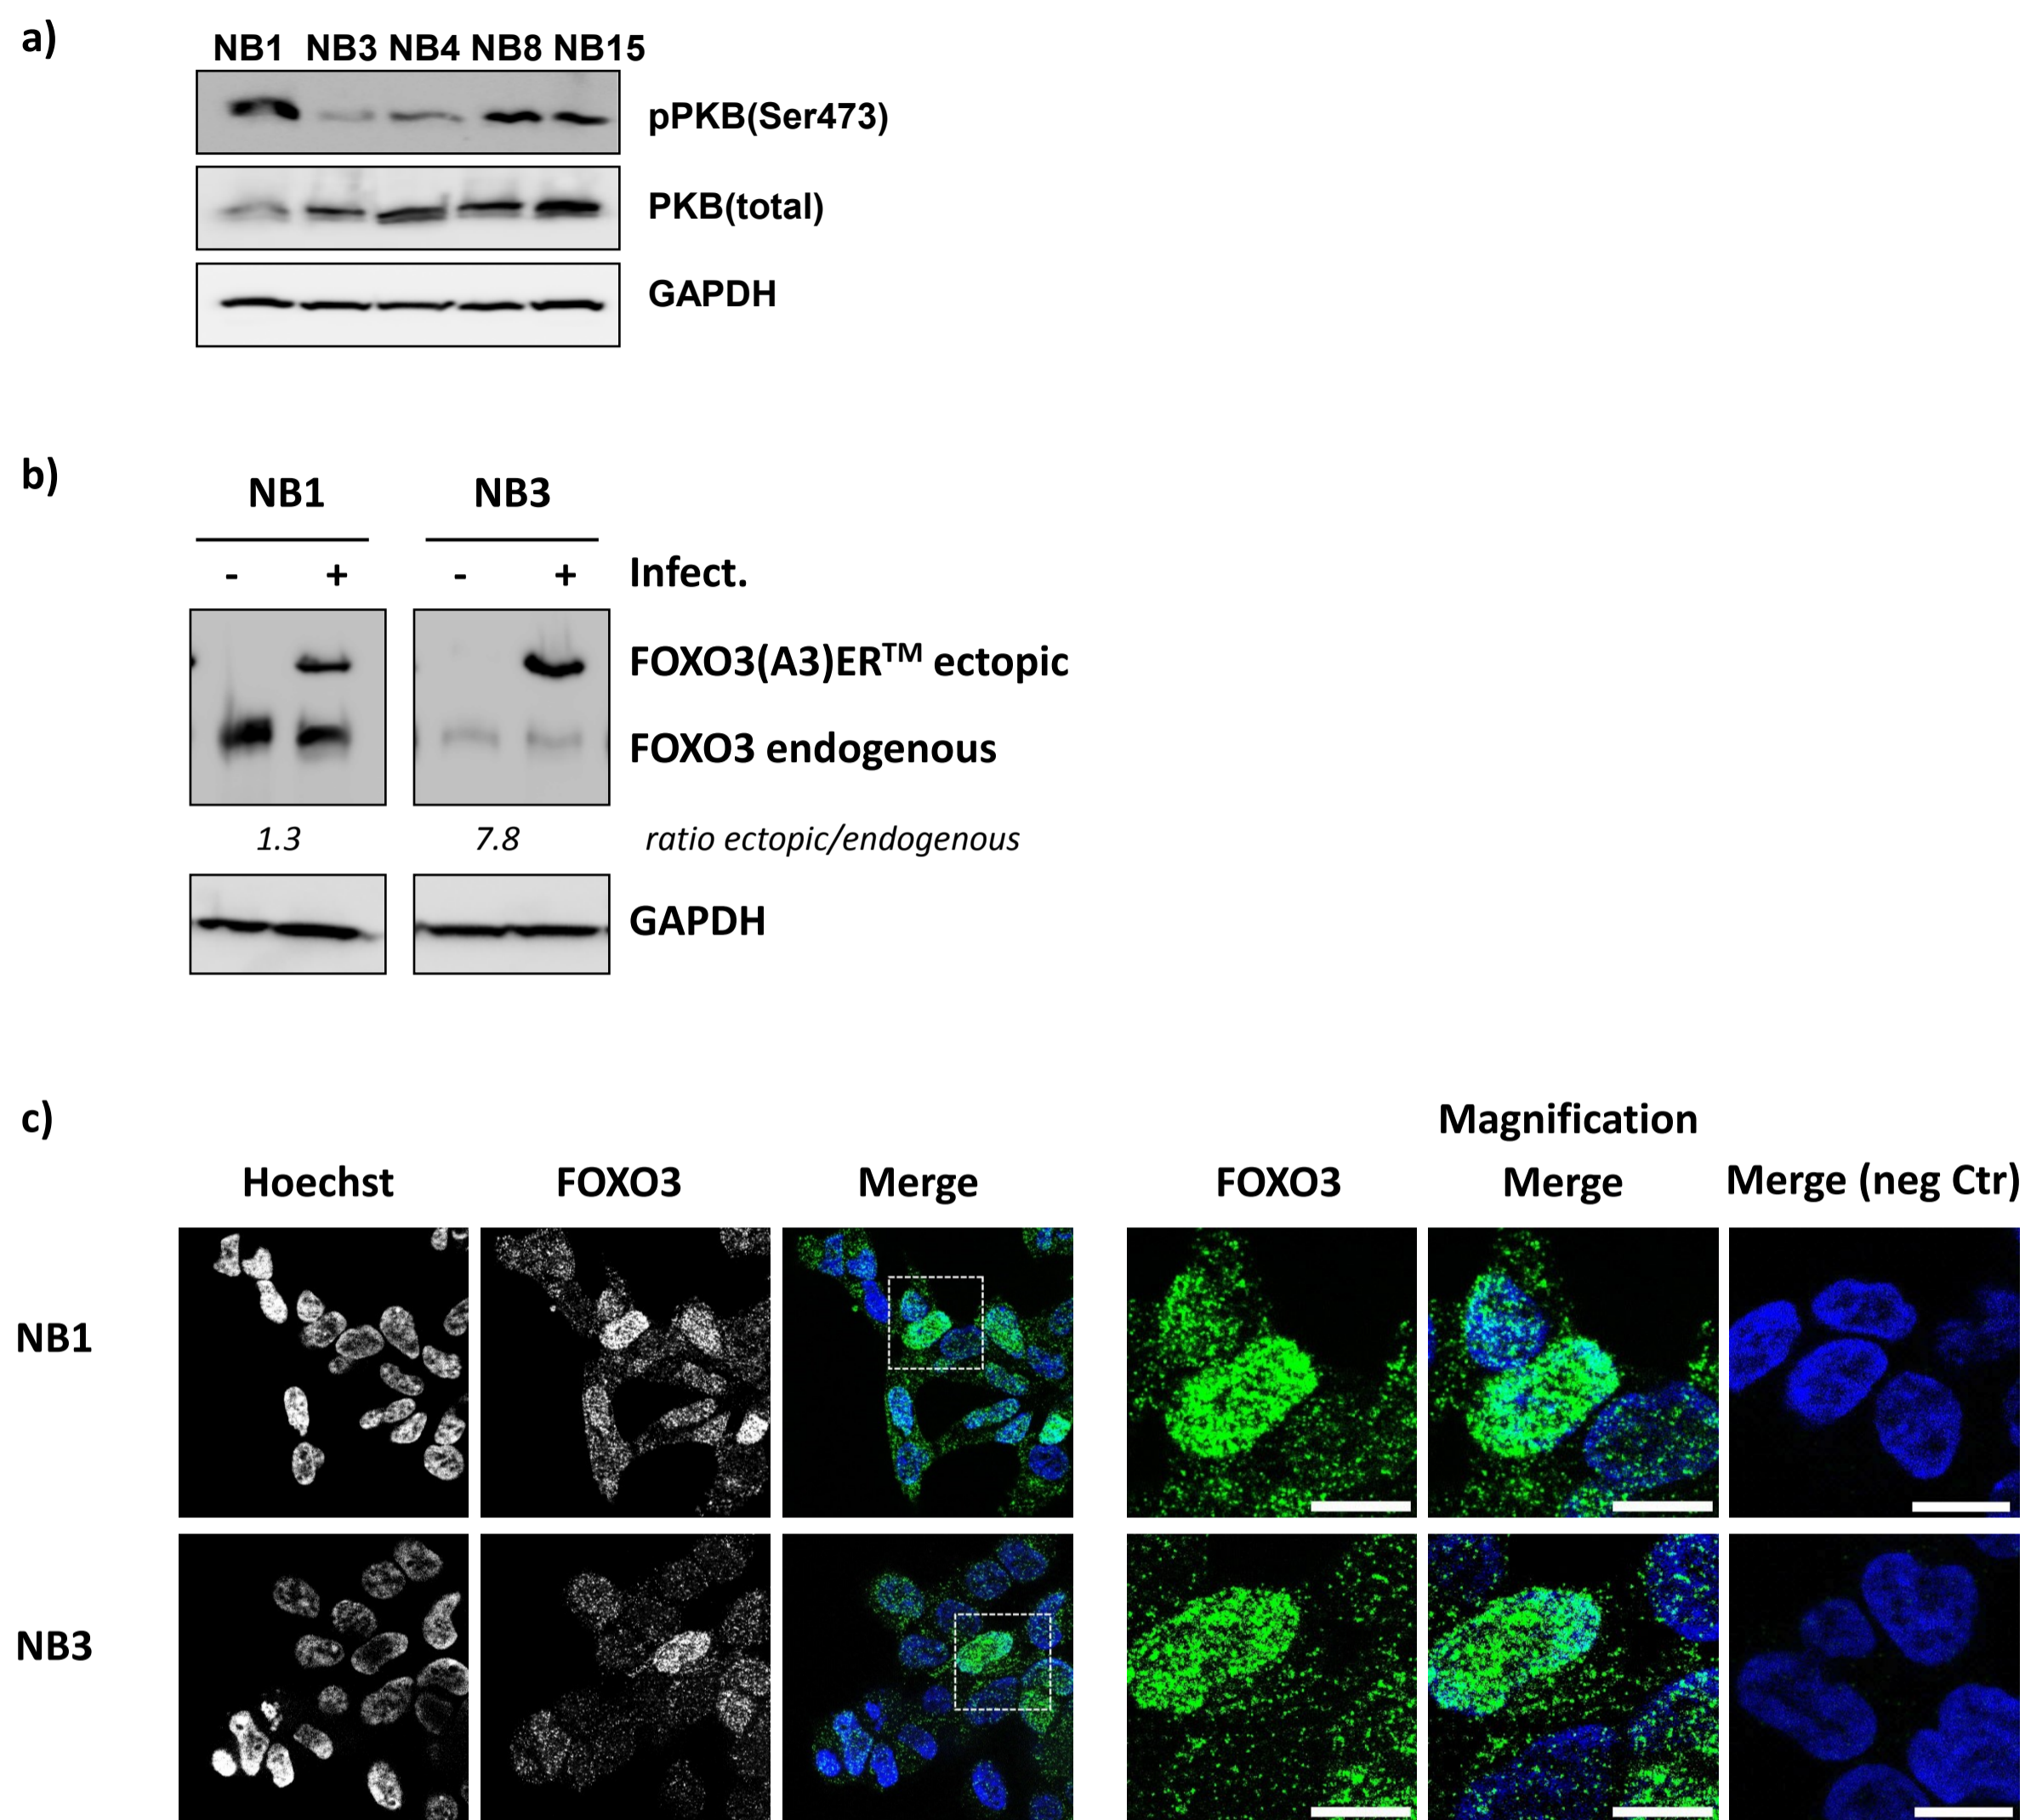 a)
NB1 NB3 NB4 NB8 NB15
pPKB(Ser473)
PKB(total)
GAPDH
b)
NB1 NB3
- + - + Infect.
FOXO3(A3)ER™ ectopic
FOXO3 endogenous
1.3 7.8 ratio ectopic/endogenous
GAPDH
c)
Magnification
Hoechst FOXO3 Merge FOXO3 Merge Merge (neg Ctr)
NB1
NB3